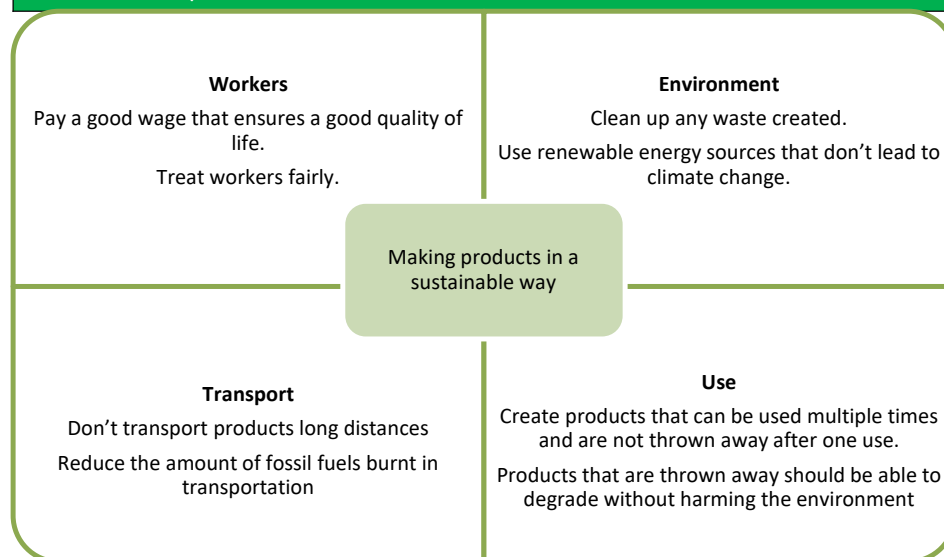 Workers
Pay a good wage that ensures a good quality of
life.
Treat workers fairly.
Environment
Clean up any waste created.
Use renewable energy sources that don't lead to
climate change.
Making products in a
sustainable way
Transport
Don't transport products long distances
Reduce the amount of fossil fuels burnt in
transportation
Use
Create products that can be used multiple times
and are not thrown away after one use.
Products that are thrown away should be able to
degrade without harming the environment